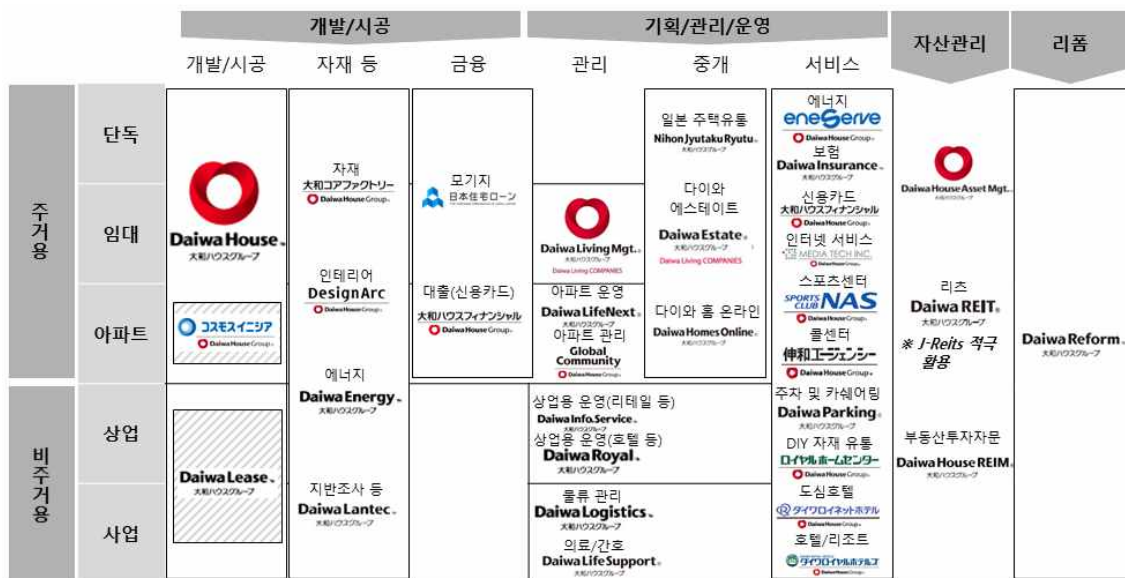 개발/시공
기획/관리/운영
자산관리
리폼
개발/시공
자재 등
금융
관리
중개
서비스
주거용
단독
임대
아파트
비주거용
상업
사업
Daiwa House
大和ハウスグループ
コスモスイニシア
Daiwa House Group
Daiwa Lease
大和ハウスグループ
자재
大和コアファクトリー
Daiwa House Group
인테리어
DesignArc
Daiwa House Group
에너지
Daiwa Energy
大和ハウスグループ
지반조사 등
Daiwa Lantec
大和ハウスグループ
모기지
日本住宅ローン
대출(신용카드)
大和ハウスフィナンシャル
Daiwa House Group
Daiwa Living Mgt.
大和ハウスグループ
Daiwa Living COMPANIES
아파트 운영
Daiwa LifeNext
大和ハウスグループ
아파트 관리
Global
Community
Daiwa House Group
상업용 운영(리테일 등)
Daiwa Info.Service
大和ハウスグループ
상업용 운영(호텔 등)
Daiwa Royal
大和ハウスグループ
물류 관리
Daiwa Logistics
大和ハウスグループ
의료/간호
Daiwa Life Support
大和ハウスグループ
일본 주택유통
Nihon Jyutaku Ryutu
大和ハウスグループ
다이와
에스테이트
Daiwa Estate
大和ハウスグループ
Daiwa Living COMPANIES
다이와 홈 온라인
Daiwa Homes Online
大和ハウスグループ
에너지
eneServe
Daiwa House Group
보험
Daiwa Insurance
大和ハウスグループ
신용카드
大和ハウスフィナンシャル
Daiwa House Group
인터넷 서비스
MEDIA TECH INC.
Daiwa House Group
스포츠센터
SPORTS CLUB NAS
Daiwa House Group
콜센터
伸和エージェンシー
Daiwa House Group
주차 및 카쉐어링
Daiwa Parking
大和ハウスグループ
DIY 자재 유통
ロイヤルホームセンター
Daiwa House Group
도심호텔
ダイワロイネットホテル
Daiwa House Group
호텔/리조트
ダイワロイヤルホテルズ
Daiwa House Group
Daiwa House Asset Mgt.
大和ハウスグループ
리츠
Daiwa REIT
大和ハウスグループ
※ J-Reits 적극
활용
부동산투자자문
Daiwa House REIM
大和ハウスグループ
Daiwa Reform
大和ハウスグループ